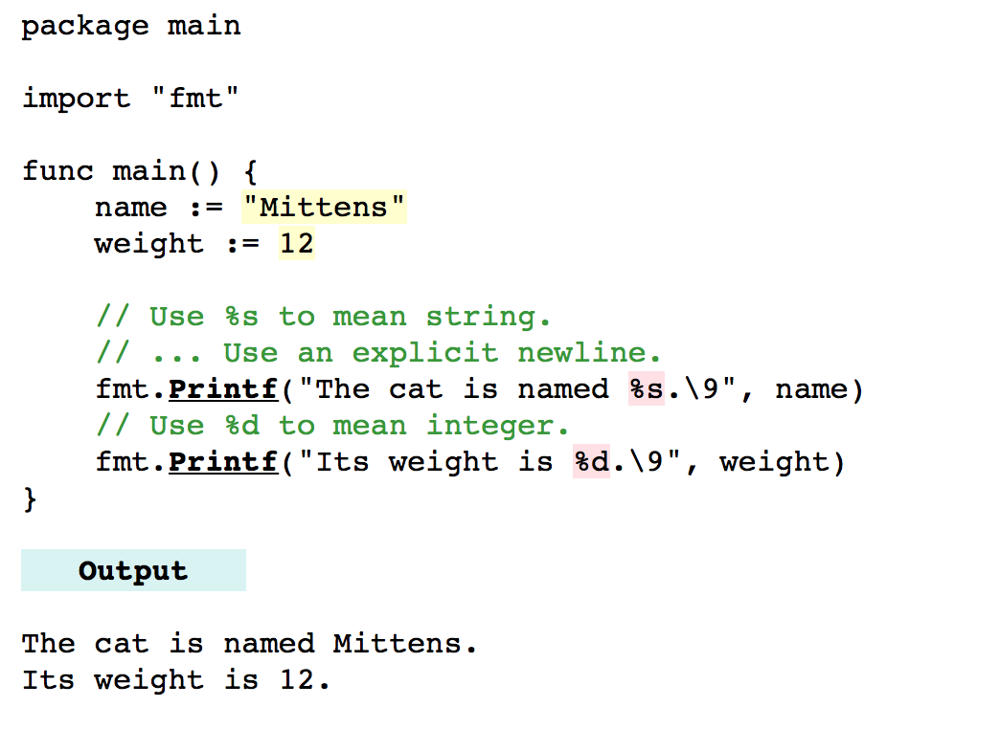 package main
import "fmt"
func main() {
name := "Mittens"
weight := 12
// Use %s to mean string.
// ... Use an explicit newline.
fmt.Printf("The cat is named %s.\9", name)
// Use %d to mean integer.
fmt.Printf("Its weight is %d.\9", weight)
}
Output
The cat is named Mittens.
Its weight is 12.